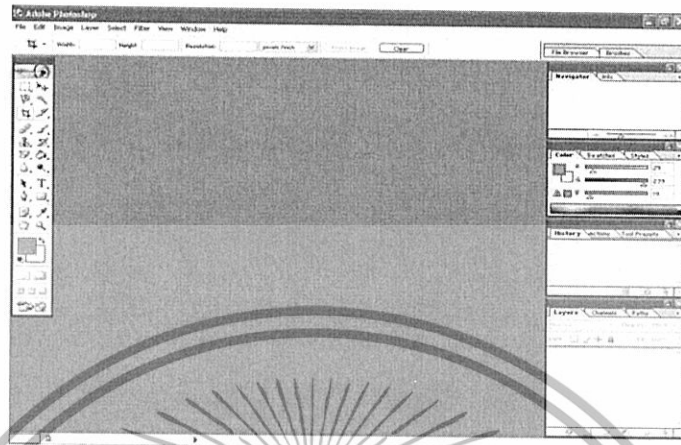 Adobe Photoshop
File Edit Image Layer Select Filter View Window Help
Width: Height: Resolution: pixels/inch Clear
File Browser Brushes
Navigator Info
Color Swatches Styles
History Actions Tool Presets
Layers Channels Paths